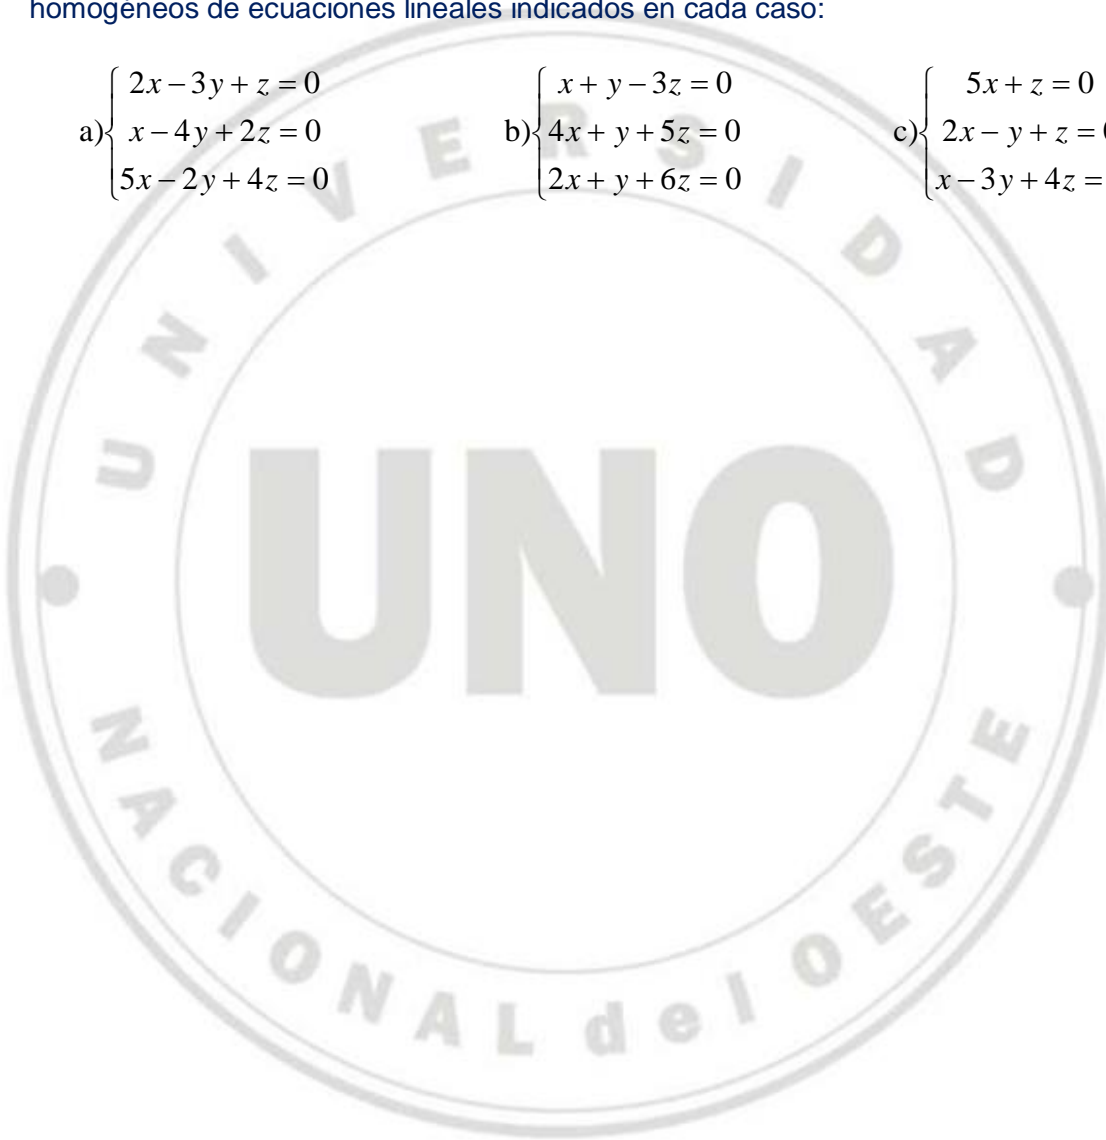 homogéneos de ecuaciones lineales indicados en cada caso:
a) { 2x − 3y + z = 0
x − 4y + 2z = 0
5x − 2y + 4z = 0
b) { x + y − 3z = 0
4x + y + 5z = 0
2x + y + 6z = 0
c) { 5x + z = 0
2x − y + z = 0
x − 3y + 4z =
UNIVERSIDAD
UNO
NACIONAL del OESTE